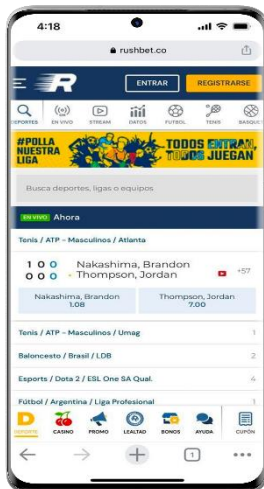 4:18
rushbet.co
R
ENTRAR
REGISTRARSE
DEPORTES EN VIVO STREAM DATOS FUTBOL TENIS BASQUE
#POLLA
NUESTRA
LIGA
TODOS ENTRAN,
TODOS JUEGAN
Busca deportes, ligas o equipos
EN VIVO Ahora
Tenis / ATP - Masculinos / Atlanta
1 0 0 Nakashima, Brandon
0 0 0 Thompson, Jordan +57
Nakashima, Brandon Thompson, Jordan
1.08 7.00
Tenis / ATP - Masculinos / Umag 1
Baloncesto / Brasil / LDB 2
Esports / Dota 2 / ESL One SA Qual. 4
Fútbol / Argentina / Liga Profesional 1
DEPORTES CASINO PROMO LEALTAD BONOS AYUDA CUPÓN
1